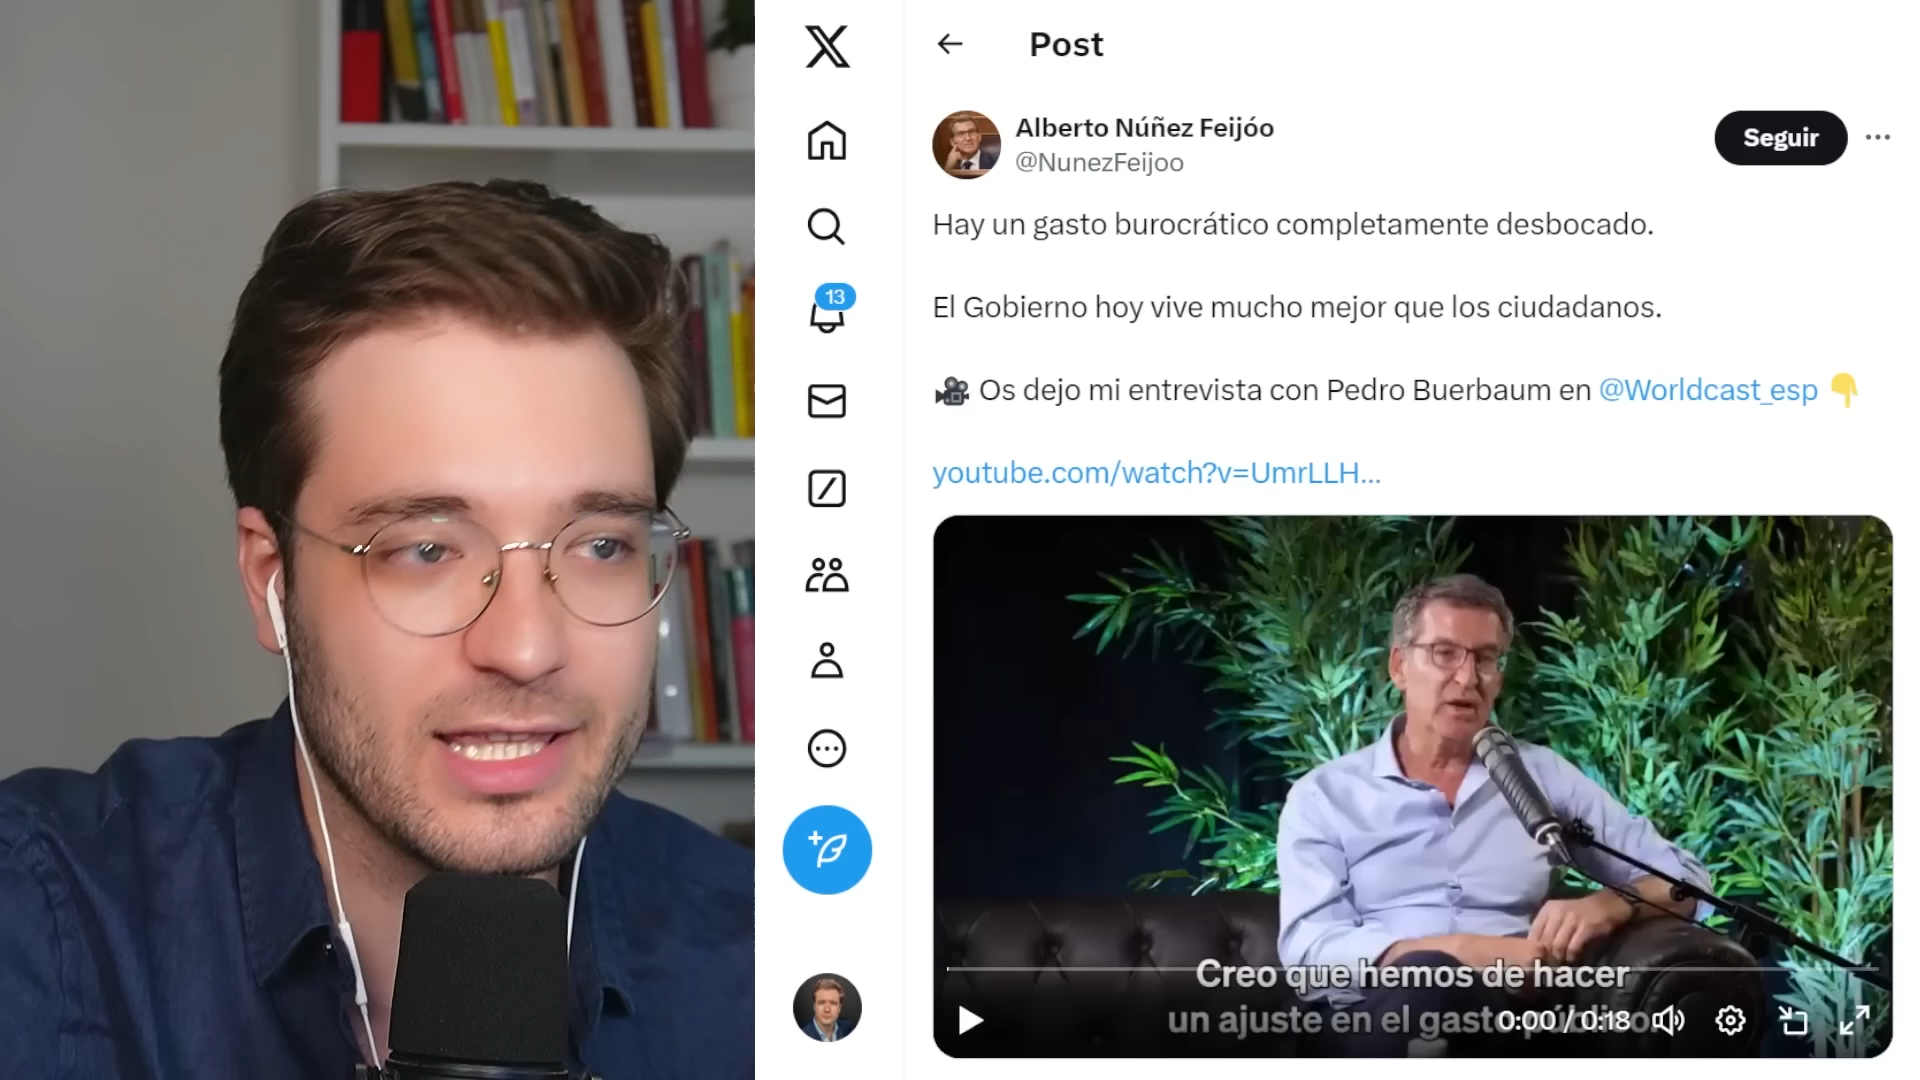 Post
Alberto Núñez Feijóo
@NunezFeijoo
Seguir
Hay un gasto burocrático completamente desbocado.
13
El Gobierno hoy vive mucho mejor que los ciudadanos.
Os dejo mi entrevista con Pedro Buerbaum en @Worldcast_esp
youtube.com/watch?v=UmrLLH...
Creo que hemos de hacer
un ajuste en el gasto público
0:00 / 0:18